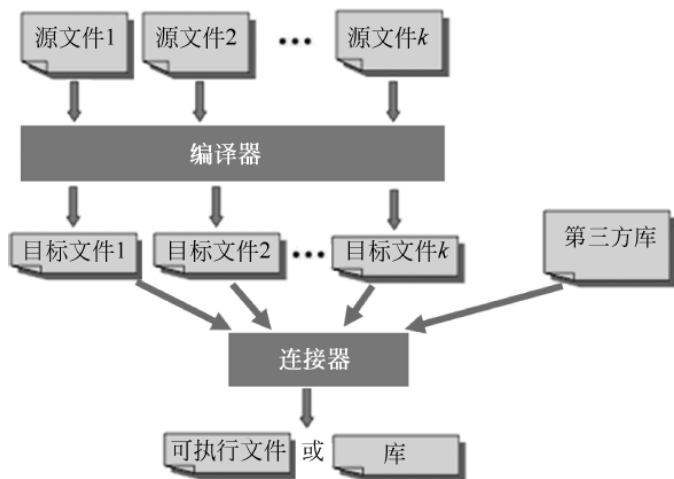 源文件1 源文件2 ••• 源文件k
编译器
目标文件1 目标文件2 ••• 目标文件k 第三方库
连接器
可执行文件 或 库